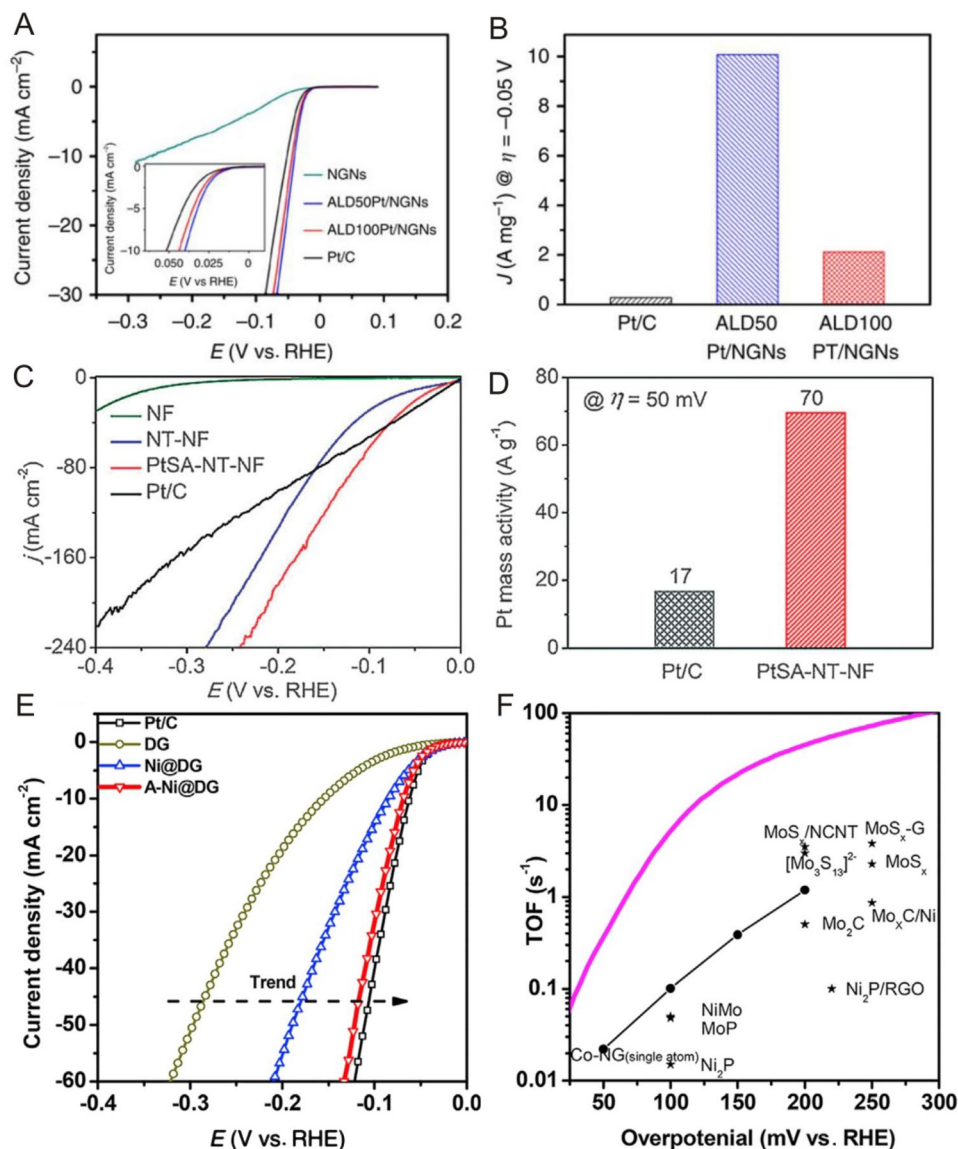 A
Current density (mA cm⁻²)
0
−10
−20
−30
−0.3
−0.2
−0.1
0
0.1
0.2
E (V vs. RHE)
NGNs
ALD50Pt/NGNs
ALD100Pt/NGNs
Pt/C
Current density (mA cm⁻²)
0
−5
−10
0.050
0.025
0
E (V vs RHE)
B
J (A mg⁻¹) @ η = −0.05 V
10
8
6
4
2
0
Pt/C
ALD50
Pt/NGNs
ALD100
PT/NGNs
C
j (mA cm⁻²)
0
-80
-160
-240
-0.4
-0.3
-0.2
-0.1
0.0
E (V vs. RHE)
NF
NT-NF
PtSA-NT-NF
Pt/C
D
Pt mass activity (A g⁻¹)
80
60
40
20
0
@ η = 50 mV
17
70
Pt/C
PtSA-NT-NF
E
Current density (mA cm⁻²)
0
-10
-20
-30
-40
-50
-60
-0.4
-0.3
-0.2
-0.1
0.0
E (V vs. RHE)
Pt/C
DG
Ni@DG
A-Ni@DG
Trend
F
TOF (s⁻¹)
100
10
1
0.1
0.01
50
100
150
200
250
300
Overpotenial (mV vs. RHE)
MoSₓ/NCNT
MoSₓ-G
[Mo₃S₁₃]²⁻
MoSₓ
Mo₂C
MoₓC/Ni
Ni₂P/RGO
NiMo
MoP
Co-NG(single atom)
Ni₂P